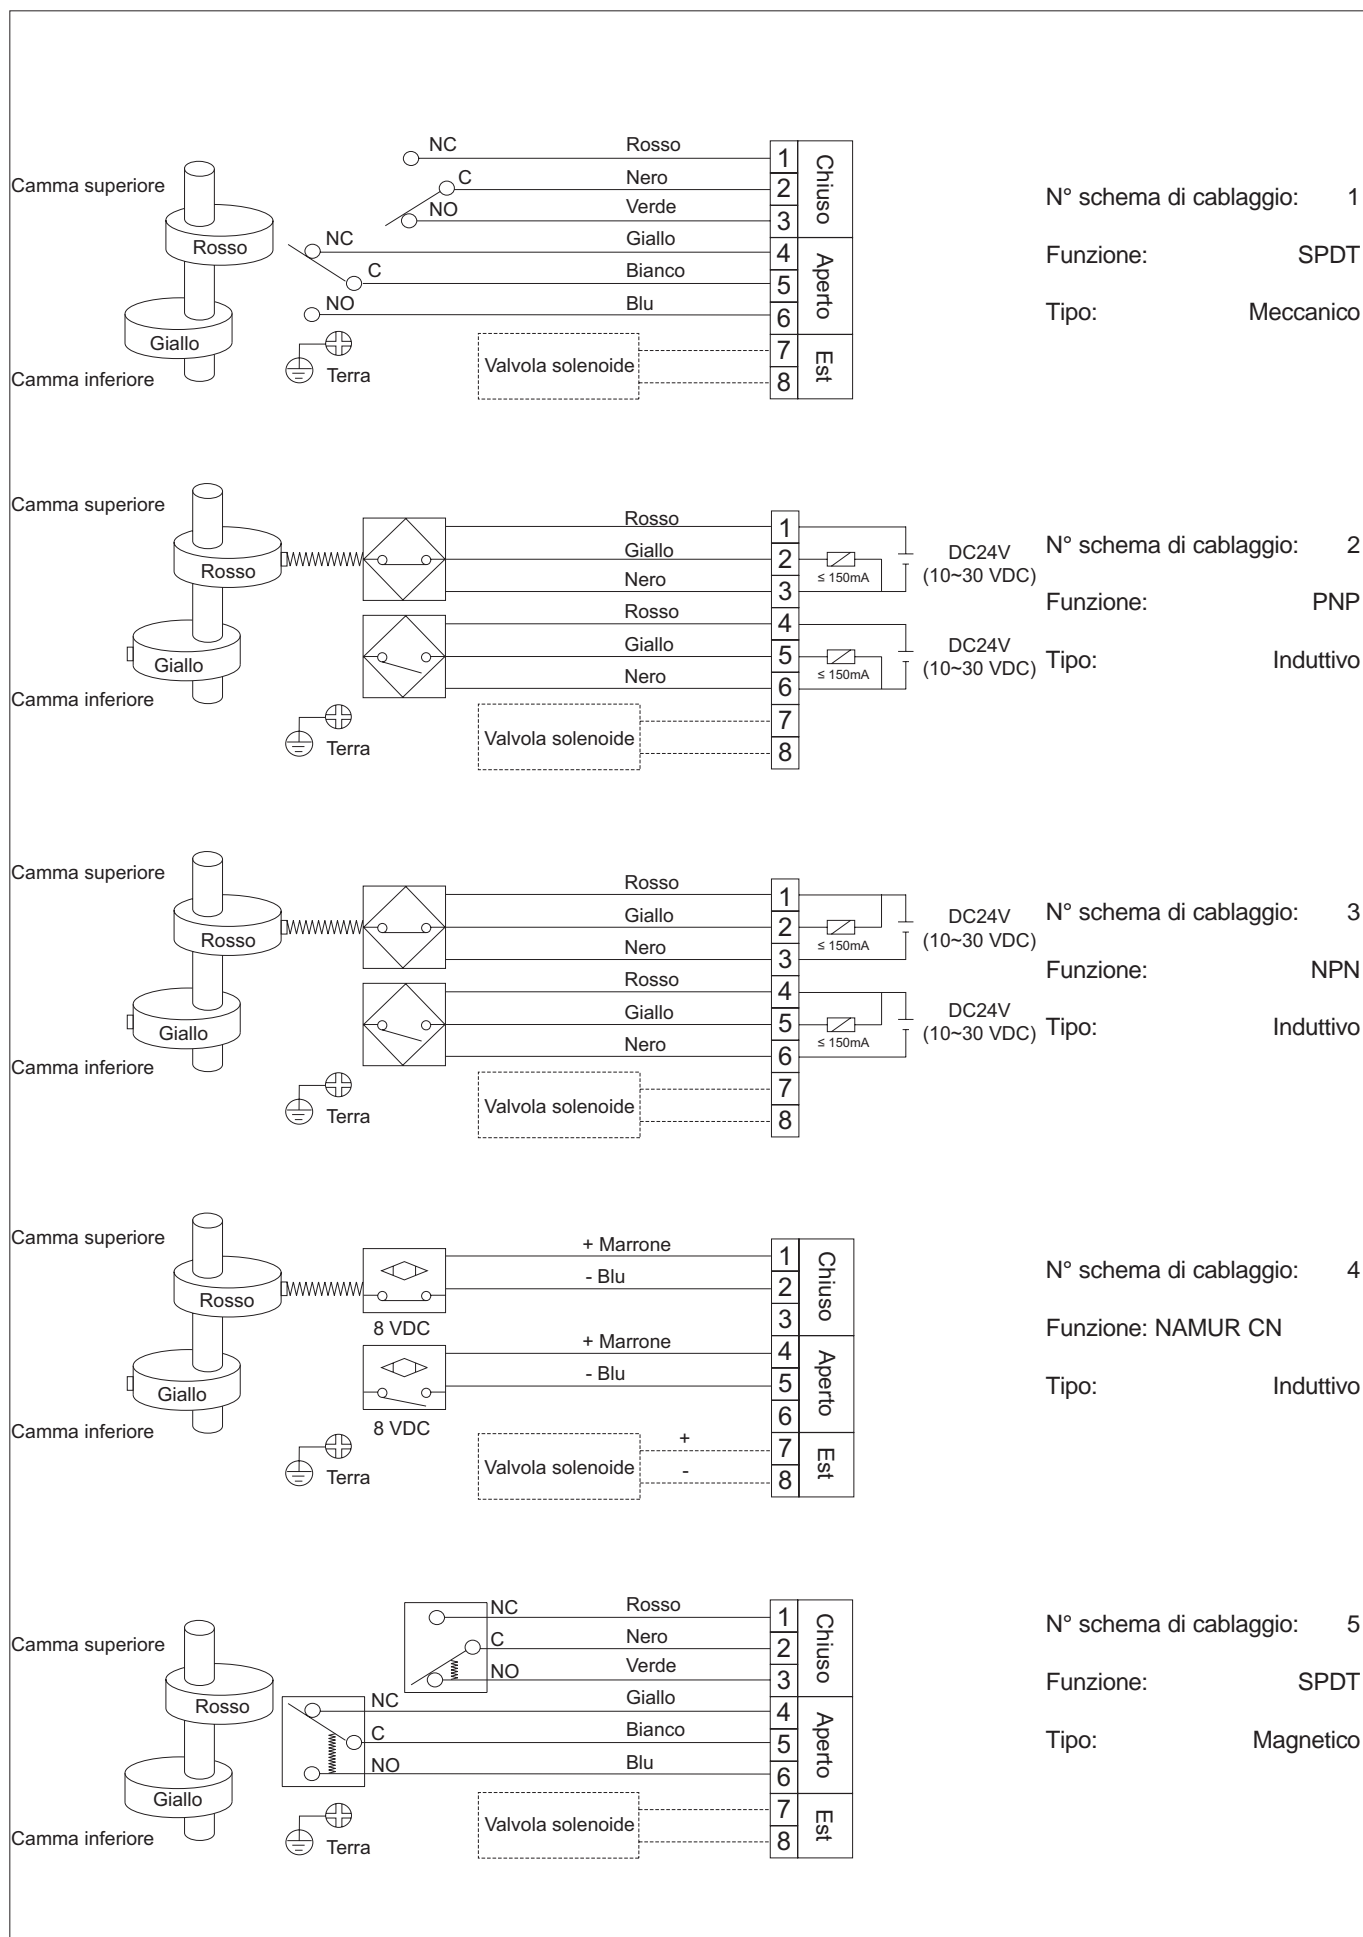 NC Rosso 1 Chiuso
Camma superiore C Nero 2 N° schema di cablaggio: 1
NO Verde 3
Rosso NC Giallo 4 Aperto Funzione: SPDT
C Bianco 5
NO Blu 6 Tipo: Meccanico
Giallo
Valvola solenoide 7 Est
Camma inferiore Terra 8
Camma superiore
Rosso 1
Rosso Giallo 2 ≤ 150mA DC24V (10~30 VDC) N° schema di cablaggio: 2
Nero 3
Rosso 4 Funzione: PNP
Giallo Giallo 5 ≤ 150mA DC24V (10~30 VDC) Tipo: Induttivo
Nero 6
Camma inferiore
Terra Valvola solenoide 7
8
Camma superiore
Rosso 1
Rosso Giallo 2 ≤ 150mA DC24V (10~30 VDC) N° schema di cablaggio: 3
Nero 3
Rosso 4 Funzione: NPN
Giallo Giallo 5 ≤ 150mA DC24V (10~30 VDC) Tipo: Induttivo
Nero 6
Camma inferiore
Terra Valvola solenoide 7
8
Camma superiore
+ Marrone 1 Chiuso
Rosso - Blu 2 N° schema di cablaggio: 4
8 VDC 3
+ Marrone 4 Aperto Funzione: NAMUR CN
Giallo - Blu 5 Tipo: Induttivo
8 VDC 6
Camma inferiore
Terra Valvola solenoide + 7 Est
- 8
NC Rosso 1 Chiuso
Camma superiore C Nero 2 N° schema di cablaggio: 5
NO Verde 3
Rosso NC Giallo 4 Aperto Funzione: SPDT
C Bianco 5
NO Blu 6 Tipo: Magnetico
Giallo
Valvola solenoide 7 Est
Camma inferiore Terra 8